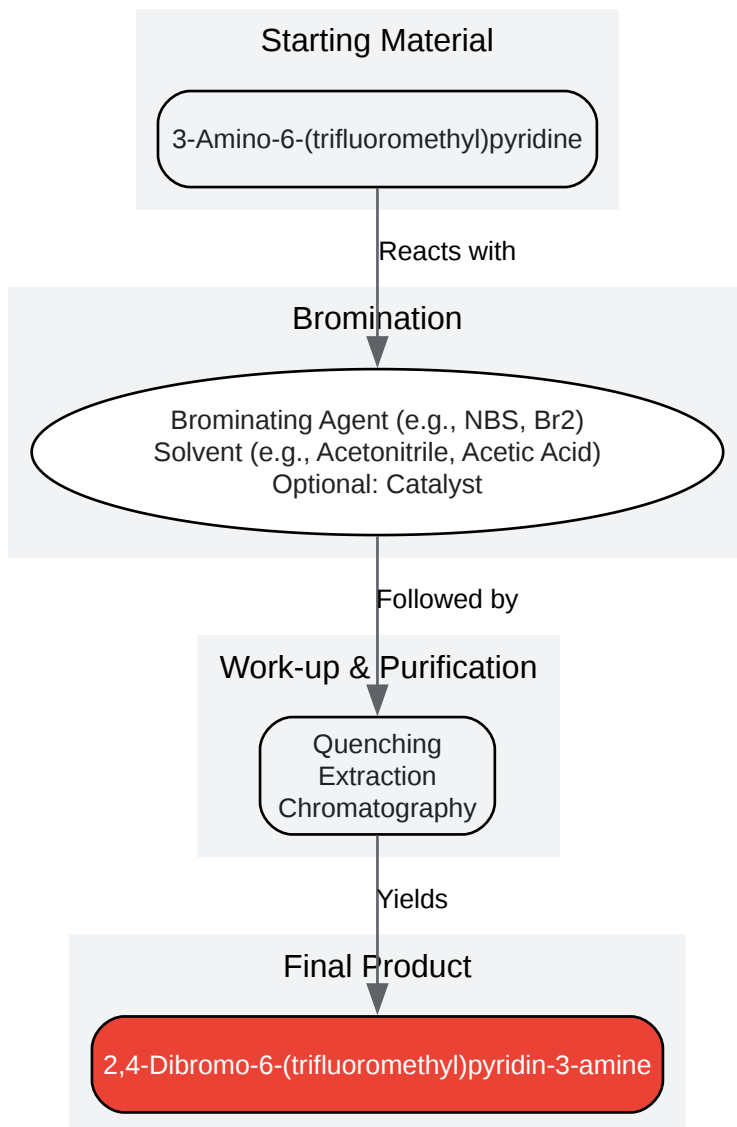 Starting Material
3-Amino-6-(trifluoromethyl)pyridine
Reacts with
Bromination
Brominating Agent (e.g., NBS, Br2)
Solvent (e.g., Acetonitrile, Acetic Acid)
Optional: Catalyst
Followed by
Work-up & Purification
Quenching
Extraction
Chromatography
Yields
Final Product
2,4-Dibromo-6-(trifluoromethyl)pyridin-3-amine